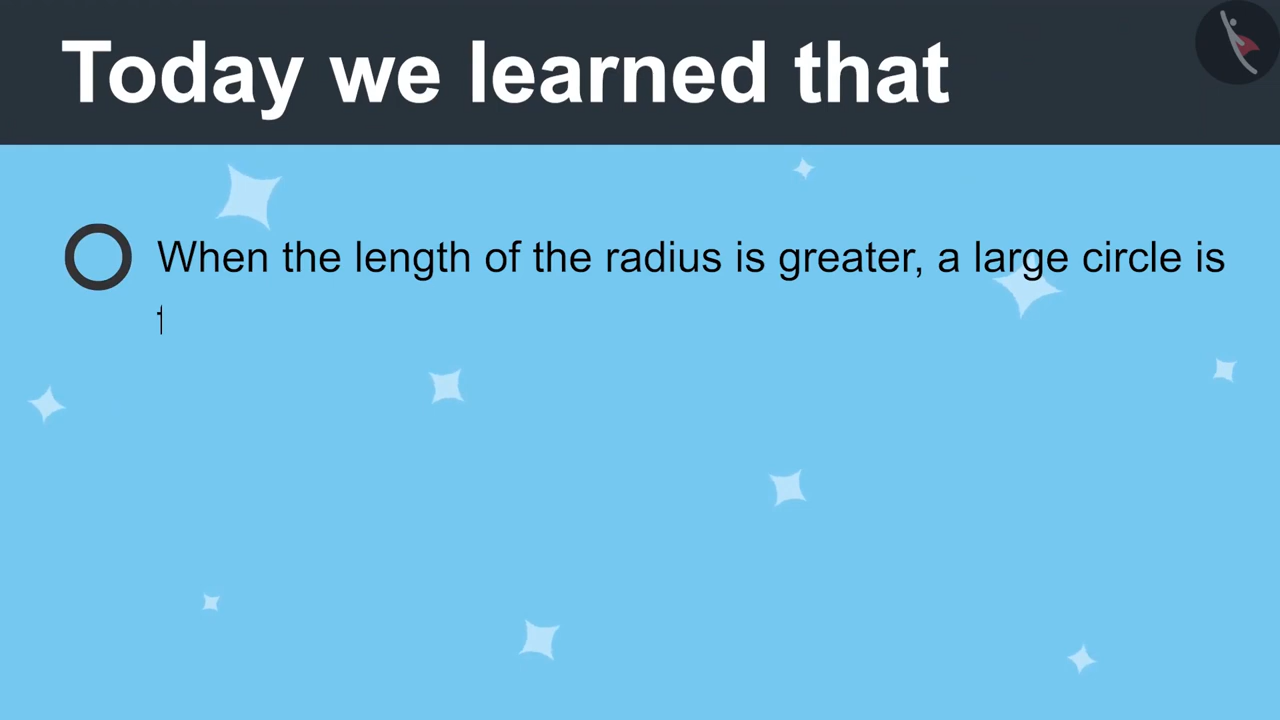 Today we learned that
When the length of the radius is greater, a large circle is